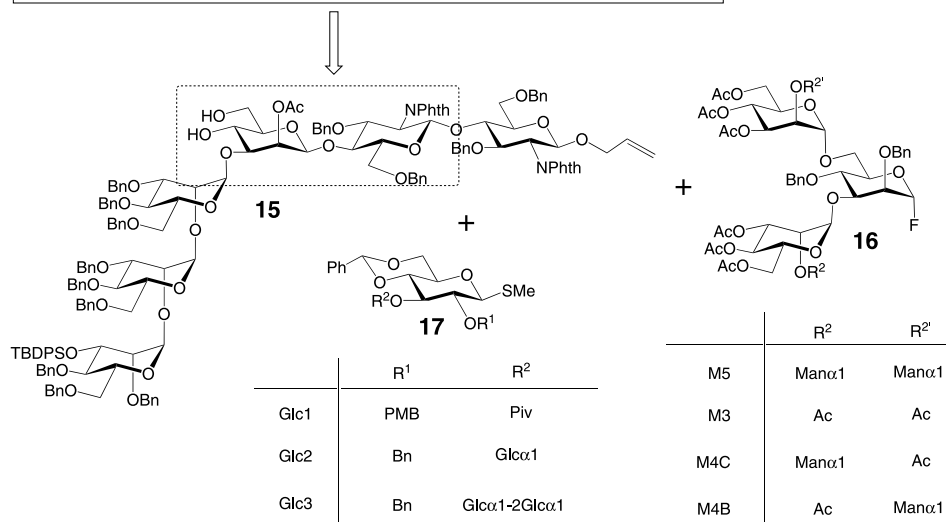 HO
HO
OAc
O
O
BnO
NPhth
O
O
OBn
O
OBn
O
BnO
NPhth
O
BnO
BnO
BnO
O
O
15
BnO
BnO
BnO
O
O
O
TBDPSO
BnO
BnO
O
OBn
+
Ph
O
O
R²O
O
OR¹
SMe
17
+
AcO
AcO
AcO
OR²'
O
O
BnO
OBn
O
O
F
16
AcO
AcO
AcO
O
OR²
R¹ R²
Glc1 PMB Piv
Glc2 Bn Glcα1
Glc3 Bn Glcα1-2Glcα1
R² R²'
M5 Manα1 Manα1
M3 Ac Ac
M4C Manα1 Ac
M4B Ac Manα1